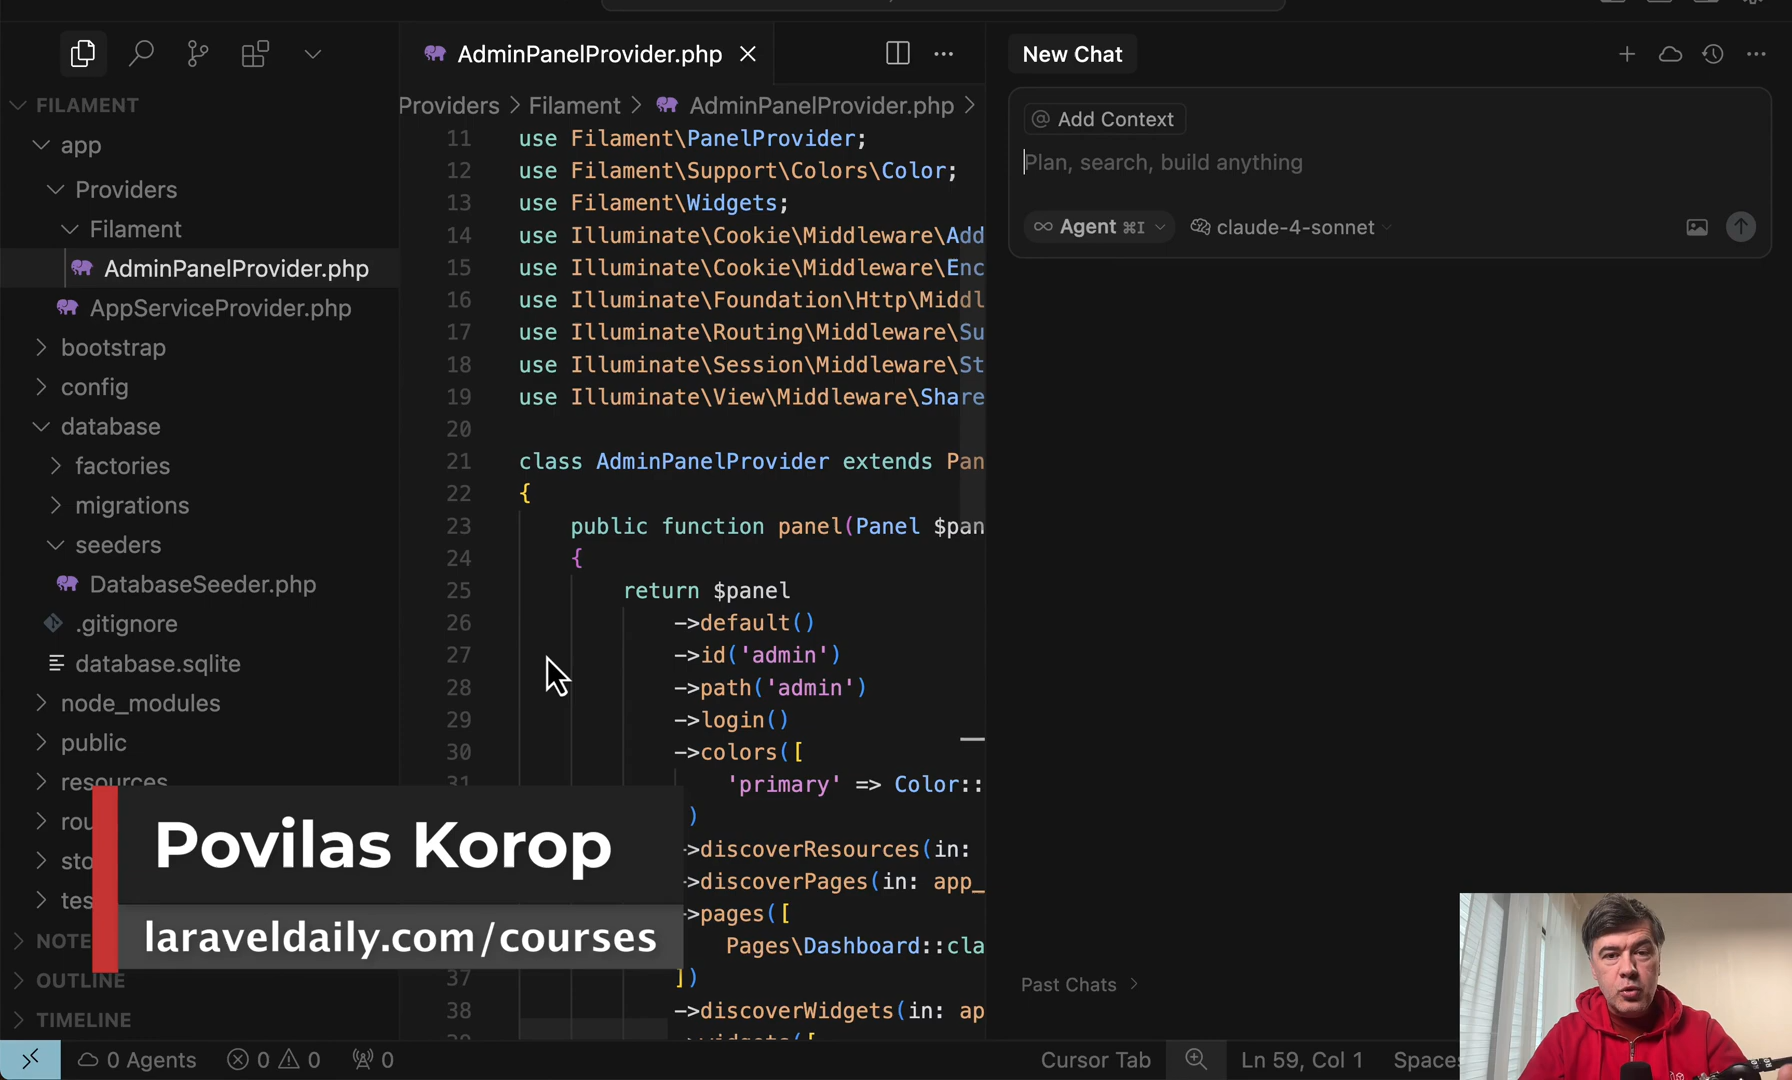 FILAMENT
app
Providers
Filament
AdminPanelProvider.php
AppServiceProvider.php
bootstrap
config
database
factories
migrations
seeders
DatabaseSeeder.php
.gitignore
database.sqlite
node_modules
public
resources
rou
sto
tes
NOTE
OUTLINE
TIMELINE
AdminPanelProvider.php
Providers > Filament > AdminPanelProvider.php >
11 use Filament\PanelProvider;
12 use Filament\Support\Colors\Color;
13 use Filament\Widgets;
14 use Illuminate\Cookie\Middleware\Add
15 use Illuminate\Cookie\Middleware\Enc
16 use Illuminate\Foundation\Http\Middl
17 use Illuminate\Routing\Middleware\Su
18 use Illuminate\Session\Middleware\St
19 use Illuminate\View\Middleware\Share
20
21 class AdminPanelProvider extends Pan
22 {
23 public function panel(Panel $pan
24 {
25 return $panel
26 ->default()
27 ->id('admin')
28 ->path('admin')
29 ->login()
30 ->colors([
31 'primary' => Color::
)
->discoverResources(in:
->discoverPages(in: app_
->pages([
Pages\Dashboard::cla
37 ])
38 ->discoverWidgets(in: ap
New Chat
@ Add Context
Plan, search, build anything
∞ Agent ⌘I claude-4-sonnet
Past Chats >
Povilas Korop
laraveldaily.com/courses
0 Agents 0 0 0
Cursor Tab Ln 59, Col 1 Spaces